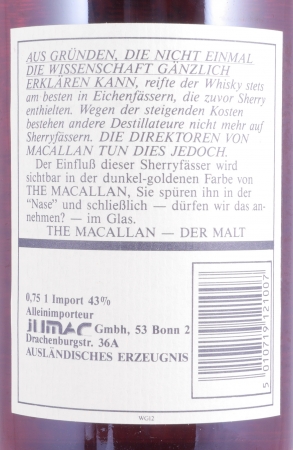 AUS GRÜNDEN, DIE NICHT EINMAL
DIE WISSENSCHAFT GÄNZLICH
ERKLÄREN KANN, reifte der Whisky stets
am besten in Eichenfässern, die zuvor Sherry
enthielten. Wegen der steigenden Kosten
bestehen andere Destillateure nicht mehr auf
Sherryfässern. DIE DIREKTOREN VON
MACALLAN TUN DIES JEDOCH.
Der Einfluß dieser Sherryfässer wird
sichtbar in der dunkel-goldenen Farbe von
THE MACALLAN, Sie spüren ihn in der
"Nase" und schließlich — dürfen wir das an-
nehmen? — im Glas.
THE MACALLAN — DER MALT
0,75 l Import 43%
Alleinimporteur
JUMAC Gmbh, 53 Bonn 2
Drachenburgstr. 36A
AUSLÄNDISCHES ERZEUGNIS
5 010719 121007